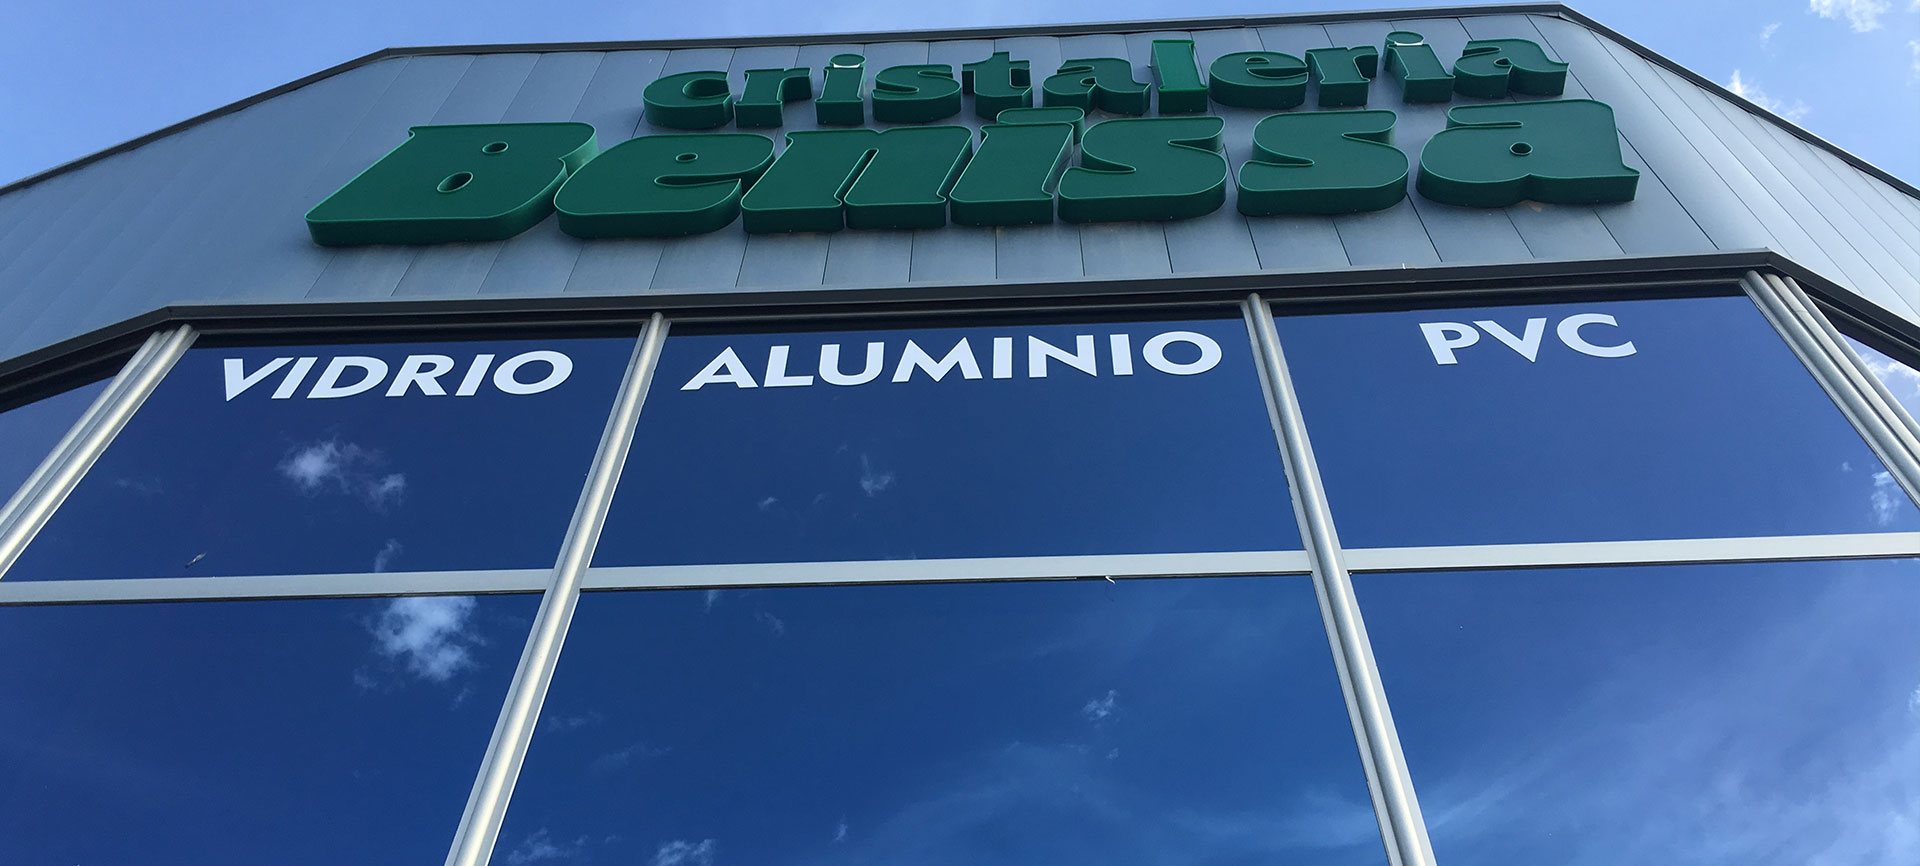 cristaleria
Benissa
VIDRIO ALUMINIO PVC